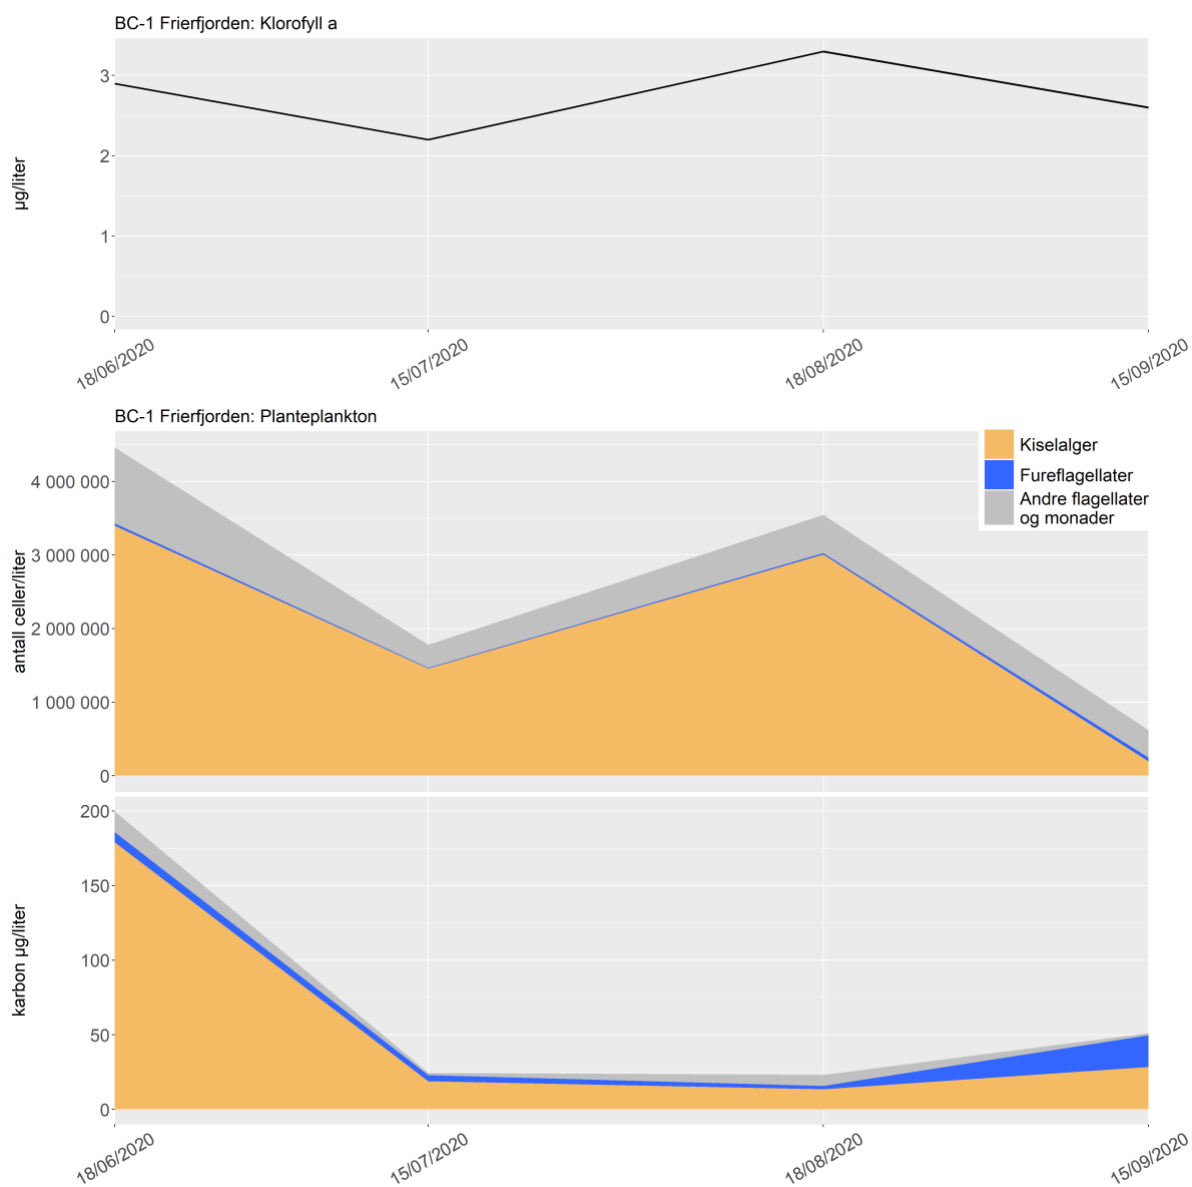 BC-1 Frierfjorden: Klorofyll a
µg/liter
3
2
1
0
18/06/2020
15/07/2020
18/08/2020
15/09/2020
BC-1 Frierfjorden: Planteplankton
Kiselalger
Fureflagellater
Andre flagellater
og monader
antall celler/liter
4 000 000
3 000 000
2 000 000
1 000 000
0
karbon µg/liter
200
150
100
50
0
18/06/2020
15/07/2020
18/08/2020
15/09/2020